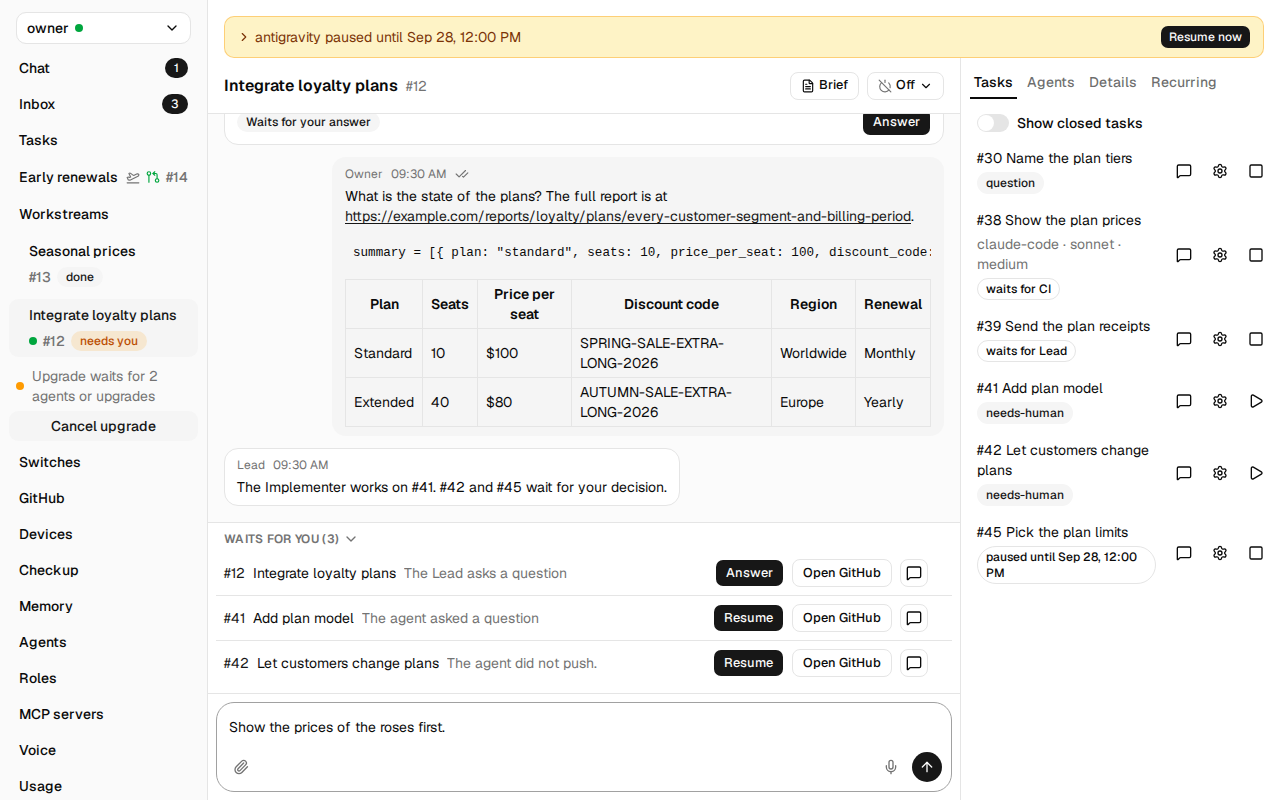 owner
Chat 1
Inbox 3
Tasks
Early renewals #14
Workstreams
Seasonal prices
#13 done
Integrate loyalty plans
#12 needs you
Upgrade waits for 2
agents or upgrades
Cancel upgrade
Switches
GitHub
Devices
Checkup
Memory
Agents
Roles
MCP servers
Voice
Usage
antigravity paused until Sep 28, 12:00 PM
Resume now
Integrate loyalty plans #12
Brief
Off
Waits for your answer
Answer
Owner 09:30 AM
What is the state of the plans? The full report is at
https://example.com/reports/loyalty/plans/every-customer-segment-and-billing-period.
summary = [{ plan: "standard", seats: 10, price_per_seat: 100, discount_code:
Plan Seats Price per seat Discount code Region Renewal
Standard 10 $100 SPRING-SALE-EXTRA-LONG-2026 Worldwide Monthly
Extended 40 $80 AUTUMN-SALE-EXTRA-LONG-2026 Europe Yearly
Lead 09:30 AM
The Implementer works on #41. #42 and #45 wait for your decision.
WAITS FOR YOU (3)
#12 Integrate loyalty plans The Lead asks a question Answer Open GitHub
#41 Add plan model The agent asked a question Resume Open GitHub
#42 Let customers change plans The agent did not push. Resume Open GitHub
Show the prices of the roses first.
Tasks Agents Details Recurring
Show closed tasks
#30 Name the plan tiers
question
#38 Show the plan prices
claude-code · sonnet ·
medium
waits for CI
#39 Send the plan receipts
waits for Lead
#41 Add plan model
needs-human
#42 Let customers change
plans
needs-human
#45 Pick the plan limits
paused until Sep 28, 12:00
PM